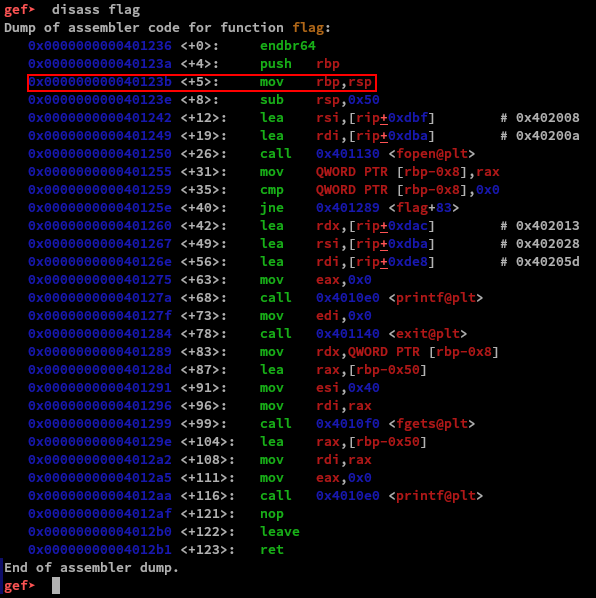 gef➤  disass flag
Dump of assembler code for function flag:
   0x0000000000401236 <+0>:	endbr64
   0x000000000040123a <+4>:	push   rbp
   0x000000000040123b <+5>:	mov    rbp,rsp
   0x000000000040123e <+8>:	sub    rsp,0x50
   0x0000000000401242 <+12>:	lea    rsi,[rip+0xdbf]        # 0x402008
   0x0000000000401249 <+19>:	lea    rdi,[rip+0xdba]        # 0x40200a
   0x0000000000401250 <+26>:	call   0x401130 <fopen@plt>
   0x0000000000401255 <+31>:	mov    QWORD PTR [rbp-0x8],rax
   0x0000000000401259 <+35>:	cmp    QWORD PTR [rbp-0x8],0x0
   0x000000000040125e <+40>:	jne    0x401289 <flag+83>
   0x0000000000401260 <+42>:	lea    rdx,[rip+0xdac]        # 0x402013
   0x0000000000401267 <+49>:	lea    rsi,[rip+0xdba]        # 0x402028
   0x000000000040126e <+56>:	lea    rdi,[rip+0xde8]        # 0x40205d
   0x0000000000401275 <+63>:	mov    eax,0x0
   0x000000000040127a <+68>:	call   0x4010e0 <printf@plt>
   0x000000000040127f <+73>:	mov    edi,0x0
   0x0000000000401284 <+78>:	call   0x401140 <exit@plt>
   0x0000000000401289 <+83>:	mov    rdx,QWORD PTR [rbp-0x8]
   0x000000000040128d <+87>:	lea    rax,[rbp-0x50]
   0x0000000000401291 <+91>:	mov    esi,0x40
   0x0000000000401296 <+96>:	mov    rdi,rax
   0x0000000000401299 <+99>:	call   0x4010f0 <fgets@plt>
   0x000000000040129e <+104>:	lea    rax,[rbp-0x50]
   0x00000000004012a2 <+108>:	mov    rdi,rax
   0x00000000004012a5 <+111>:	mov    eax,0x0
   0x00000000004012aa <+116>:	call   0x4010e0 <printf@plt>
   0x00000000004012af <+121>:	nop
   0x00000000004012b0 <+122>:	leave
   0x00000000004012b1 <+123>:	ret
End of assembler dump.
gef➤